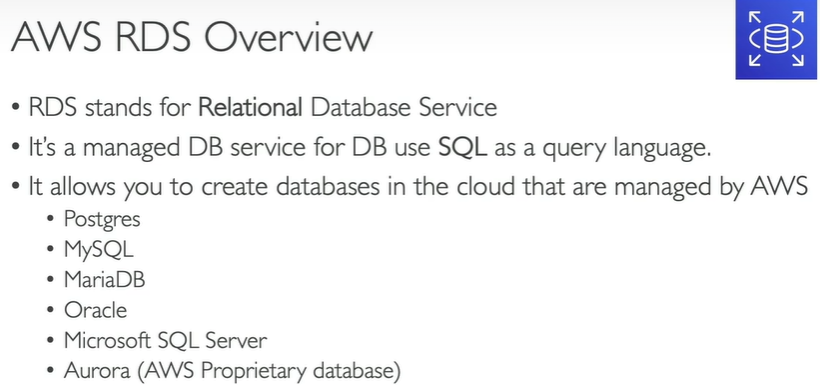 AWS RDS Overview
• RDS stands for Relational Database Service
• It's a managed DB service for DB use SQL as a query language.
• It allows you to create databases in the cloud that are managed by AWS
• Postgres
• MySQL
• MariaDB
• Oracle
• Microsoft SQL Server
• Aurora (AWS Proprietary database)